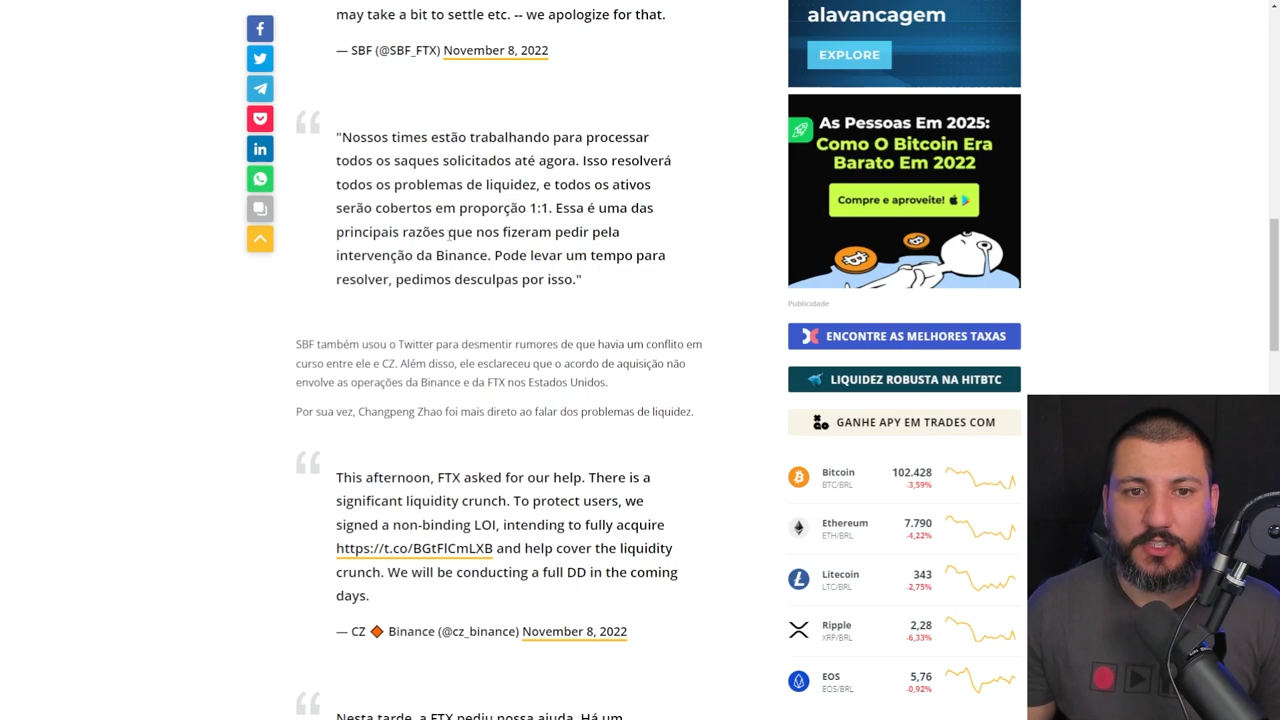 may take a bit to settle etc. -- we apologize for that.
— SBF (@SBF_FTX) November 8, 2022
"Nossos times estão trabalhando para processar
todos os saques solicitados até agora. Isso resolverá
todos os problemas de liquidez, e todos os ativos
serão cobertos em proporção 1:1. Essa é uma das
principais razões que nos fizeram pedir pela
intervenção da Binance. Pode levar um tempo para
resolver, pedimos desculpas por isso."
SBF também usou o Twitter para desmentir rumores de que havia um conflito em
curso entre ele e CZ. Além disso, ele esclareceu que o acordo de aquisição não
envolve as operações da Binance e da FTX nos Estados Unidos.
Por sua vez, Changpeng Zhao foi mais direto ao falar dos problemas de liquidez.
This afternoon, FTX asked for our help. There is a
significant liquidity crunch. To protect users, we
signed a non-binding LOI, intending to fully acquire
https://t.co/BGtFlCmLXB and help cover the liquidity
crunch. We will be conducting a full DD in the coming
days.
— CZ 🔶 Binance (@cz_binance) November 8, 2022
Nesta tarde, a FTX pediu nossa ajuda. Há um
alavancagem
EXPLORE
As Pessoas Em 2025:
Como O Bitcoin Era
Barato Em 2022
Compre e aproveite!
Publicidade
ENCONTRE AS MELHORES TAXAS
LIQUIDEZ ROBUSTA NA HITBTC
GANHE APY EM TRADES COM
Bitcoin 102.428
BTC/BRL -3,59%
Ethereum 7.790
ETH/BRL -4,22%
Litecoin 343
LTC/BRL -2,75%
Ripple 2,28
XRP/BRL -6,33%
EOS 5,76
EOS/BRL -0,92%